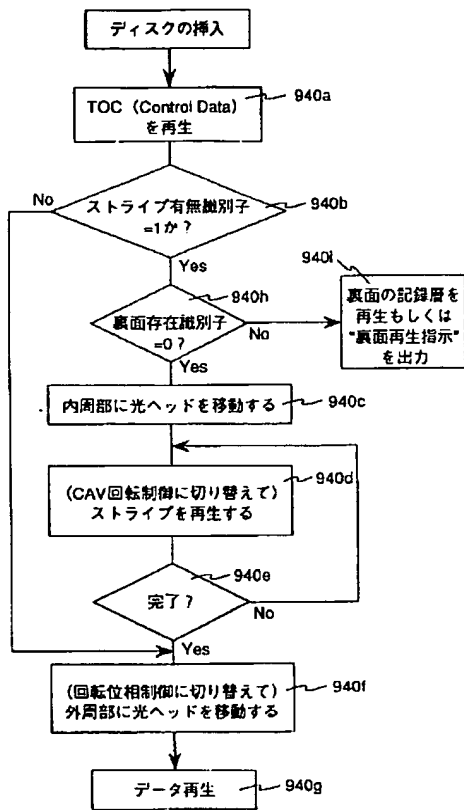 ディスクの挿入
940a
TOC（Control Data）
を再生
No
ストライプ有無識別子
=1か？
940b
Yes
940h
裏面存在識別子
=0？
No
Yes
940i
裏面の記録層を
再生もしくは
“裏面再生指示”を
出力
内周部に光ヘッドを移動する
940c
940d
（CAV回転制御に切り替えて）
ストライプを再生する
940e
完了？
No
Yes
（回転位相制御に切り替えて）
外周部に光ヘッドを移動する
940f
データ再生
940g